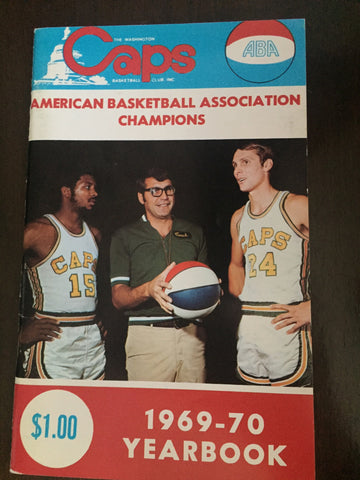 THE WASHINGTON
Caps
BASKETBALL CLUB INC
ABA
AMERICAN BASKETBALL ASSOCIATION
CHAMPIONS
CAPS
15
CAPS
24
$1.00
1969-70
YEARBOOK